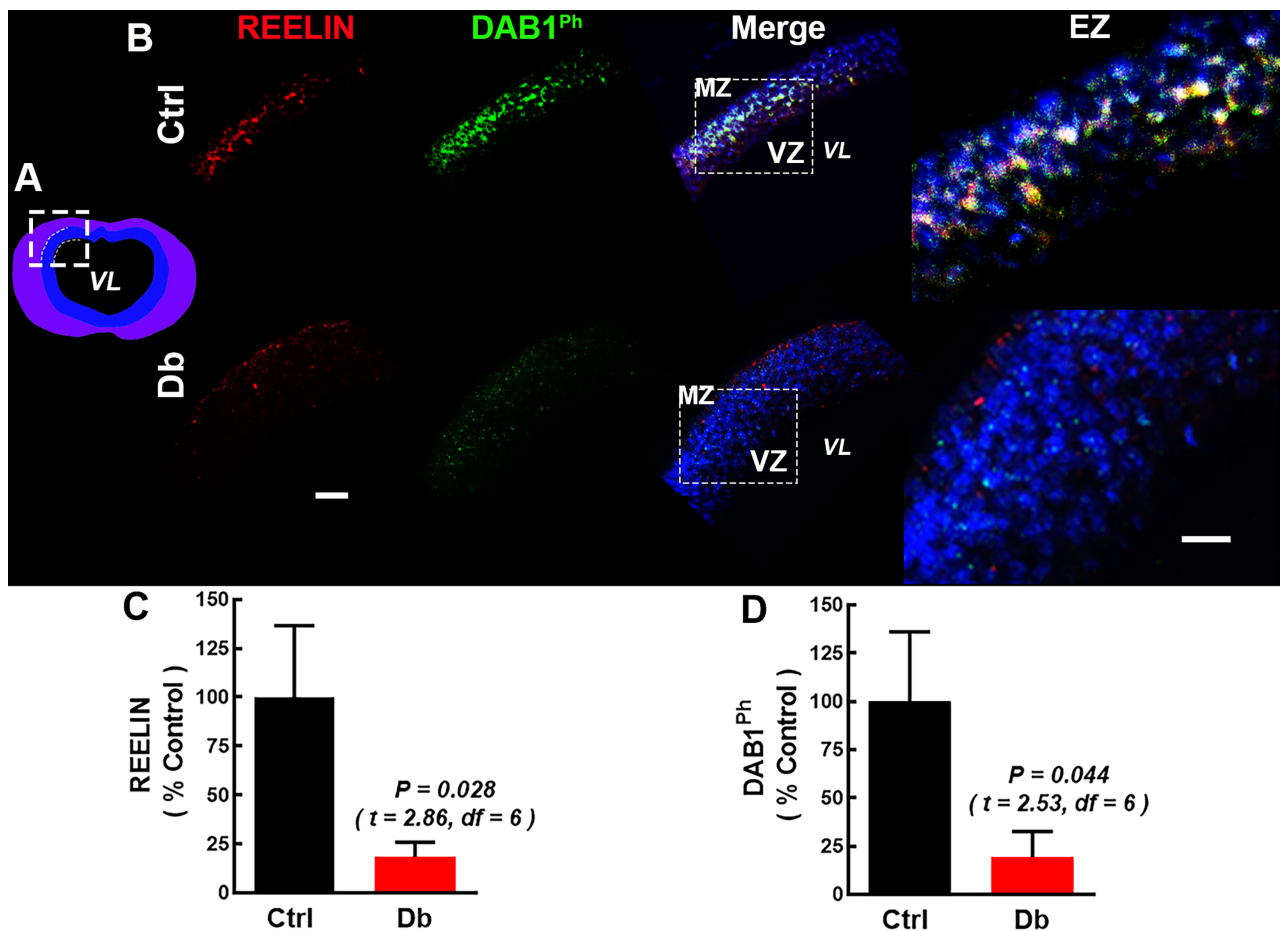 B
REELIN
DAB1Ph
Merge
EZ
Ctrl
MZ
VZ
VL
A
VL
Db
MZ
VZ
VL
C
150
125
100
75
50
25
0
REELIN
( % Control )
P = 0.028
( t = 2.86, df = 6 )
Ctrl
Db
D
150
125
100
75
50
25
0
DAB1Ph
( % Control )
P = 0.044
( t = 2.53, df = 6 )
Ctrl
Db